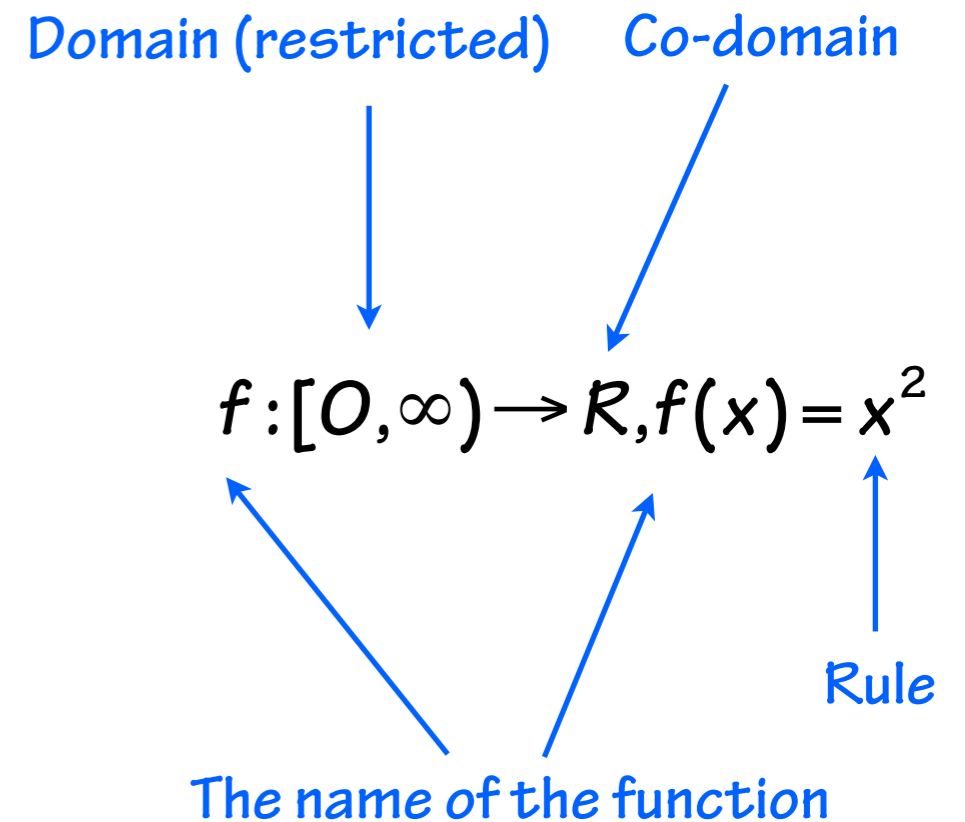 Domain (restricted) Co-domain
f:[0,∞)→R,f(x)=x²
Rule
The name of the function